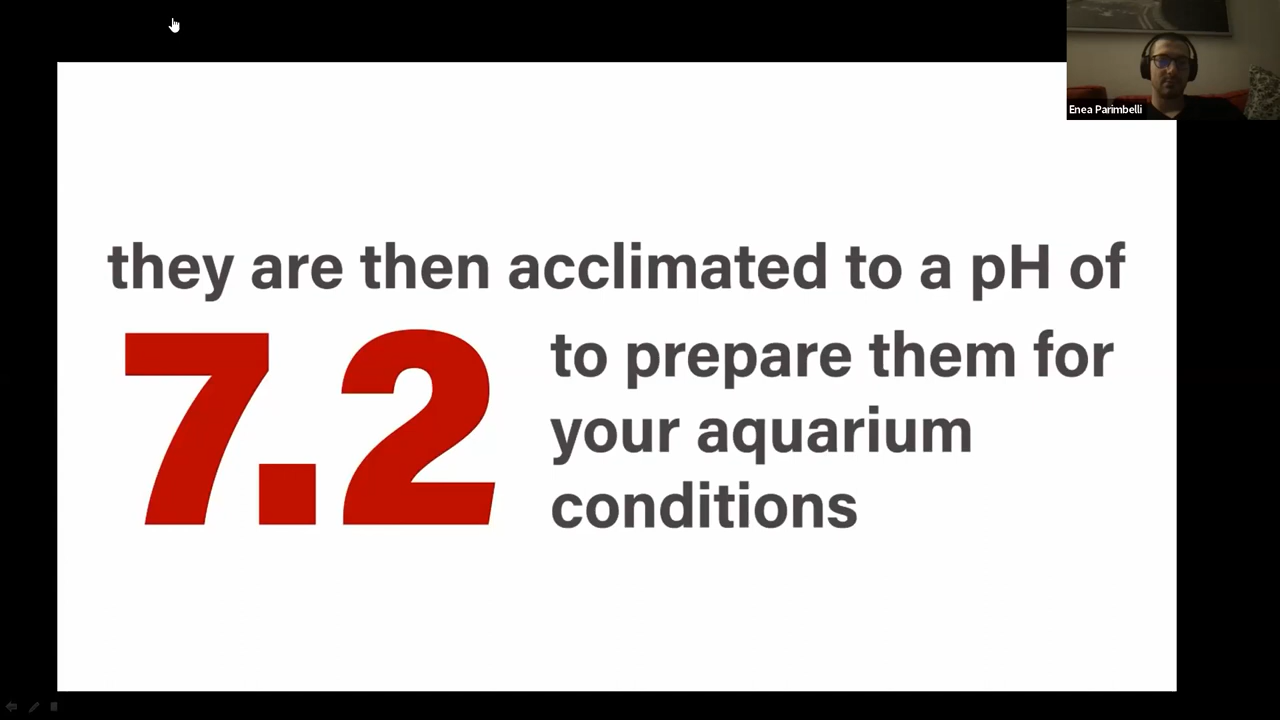 Enea Parimbelli
they are then acclimated to a pH of
7.2
to prepare them for
your aquarium
conditions